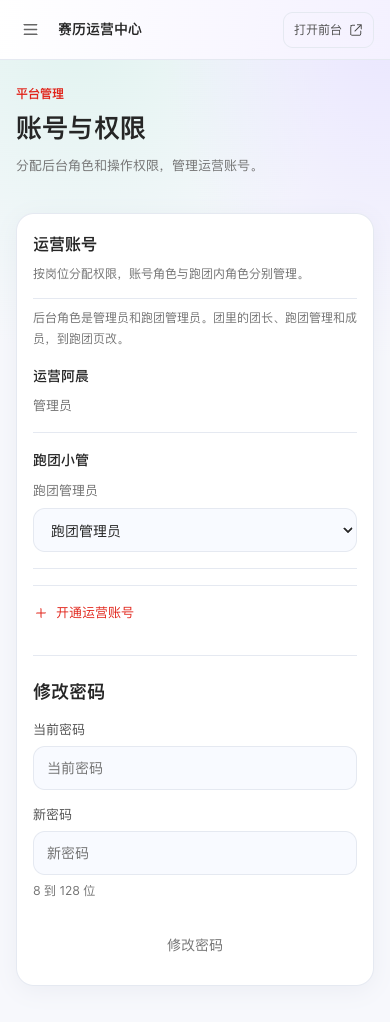 赛历运营中心
打开前台
平台管理
账号与权限
分配后台角色和操作权限，管理运营账号。
运营账号
按岗位分配权限，账号角色与跑团内角色分别管理。
后台角色是管理员和跑团管理员。团里的团长、跑团管理和成
员，到跑团页改。
运营阿晨
管理员
跑团小管
跑团管理员
跑团管理员
开通运营账号
修改密码
当前密码
当前密码
新密码
新密码
8 到 128 位
修改密码